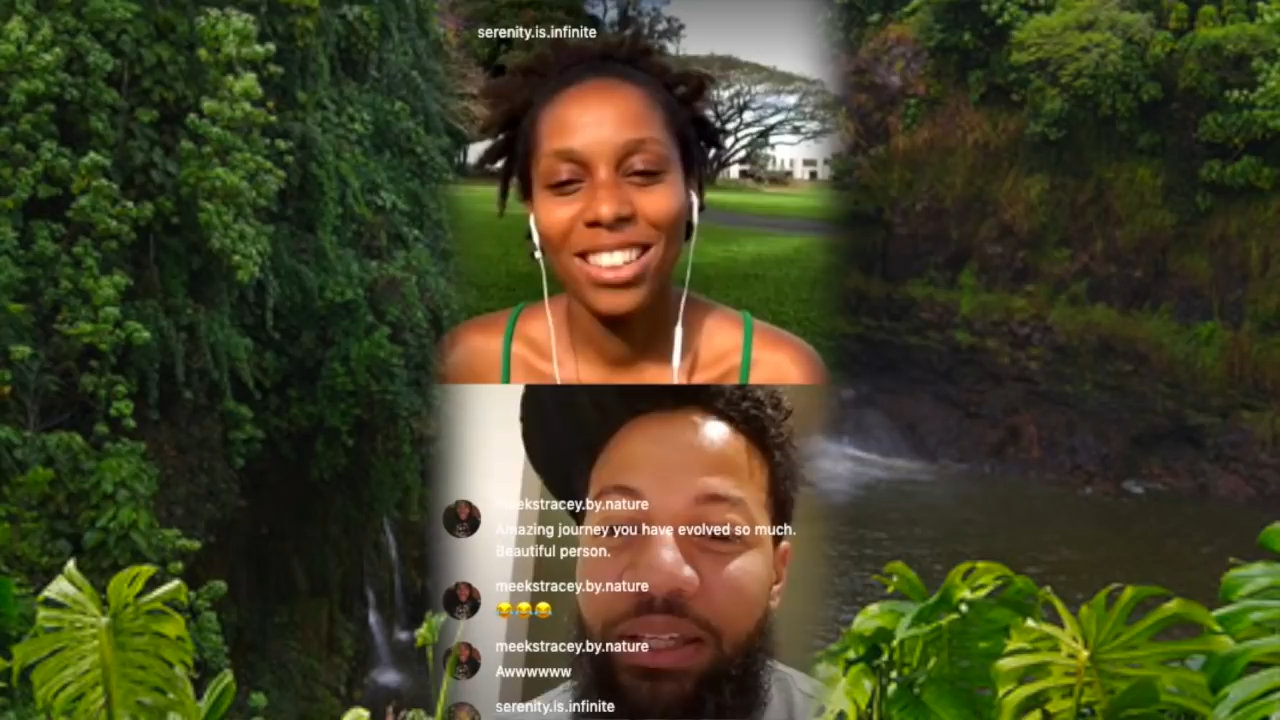 serenity.is.infinite
meekstracey.by.nature
Amazing journey you have evolved so much.
Beautiful person.
meekstracey.by.nature
😂😂😂
meekstracey.by.nature
Awwwwww
serenity.is.infinite